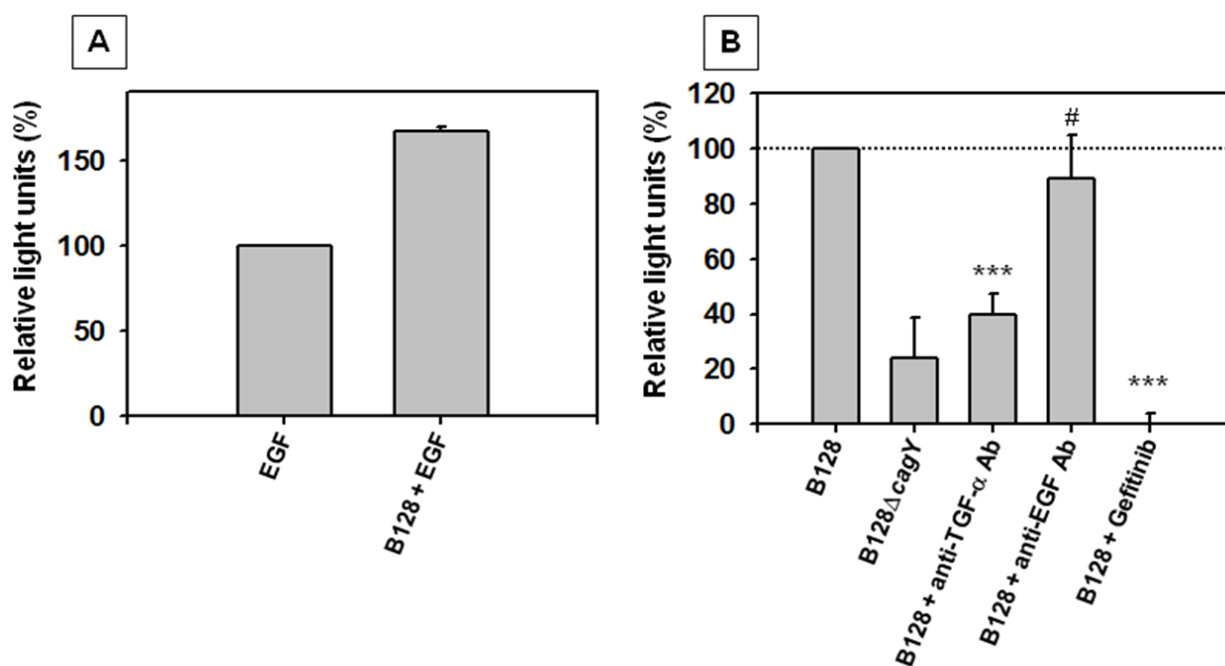 A
Relative light units (%)
150
100
50
0
EGF
B128 + EGF
B
Relative light units (%)
120
100
80
60
40
20
0
***
#
***
B128
B128ΔcagY
B128 + anti-TGF-α Ab
B128 + anti-EGF Ab
B128 + Gefitinib